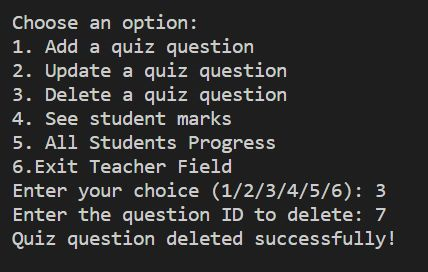 Choose an option:
1. Add a quiz question
2. Update a quiz question
3. Delete a quiz question
4. See student marks
5. All Students Progress
6.Exit Teacher Field
Enter your choice (1/2/3/4/5/6): 3
Enter the question ID to delete: 7
Quiz question deleted successfully!